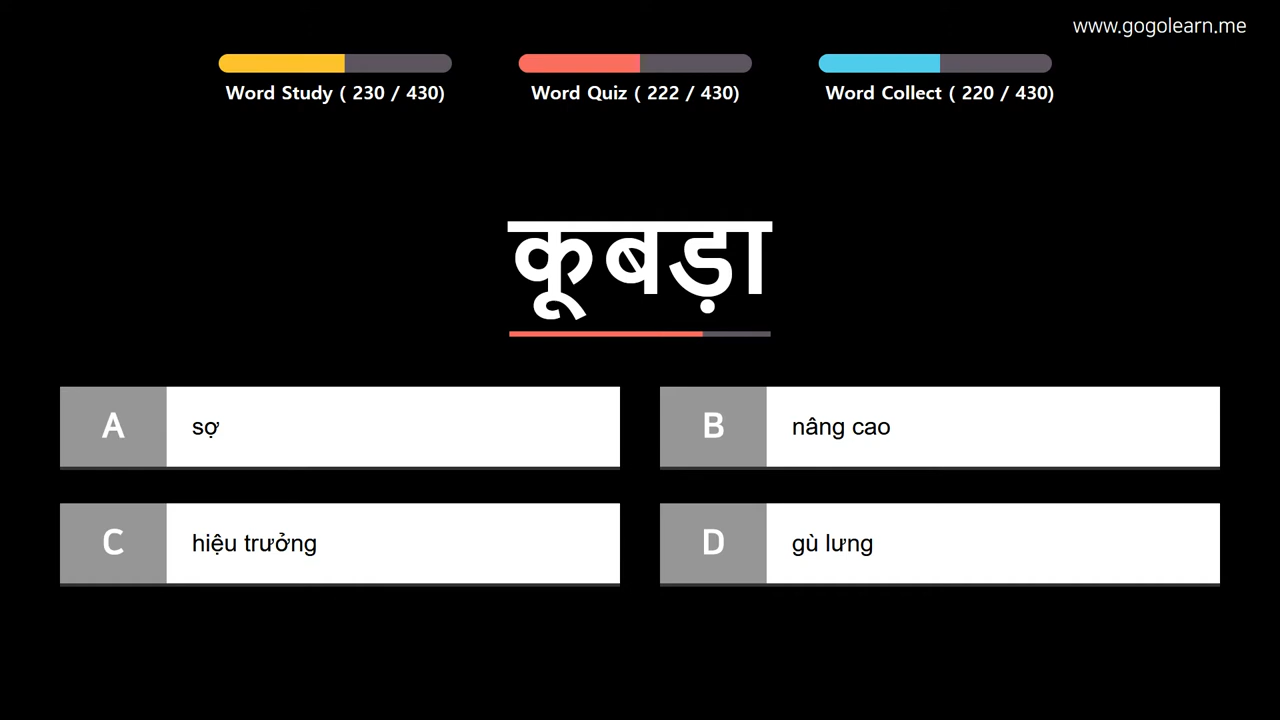 www.gogolearn.me
Word Study ( 230 / 430)
Word Quiz ( 222 / 430)
Word Collect ( 220 / 430)
कूबड़ा
A
sợ
B
nâng cao
C
hiệu trưởng
D
gù lưng